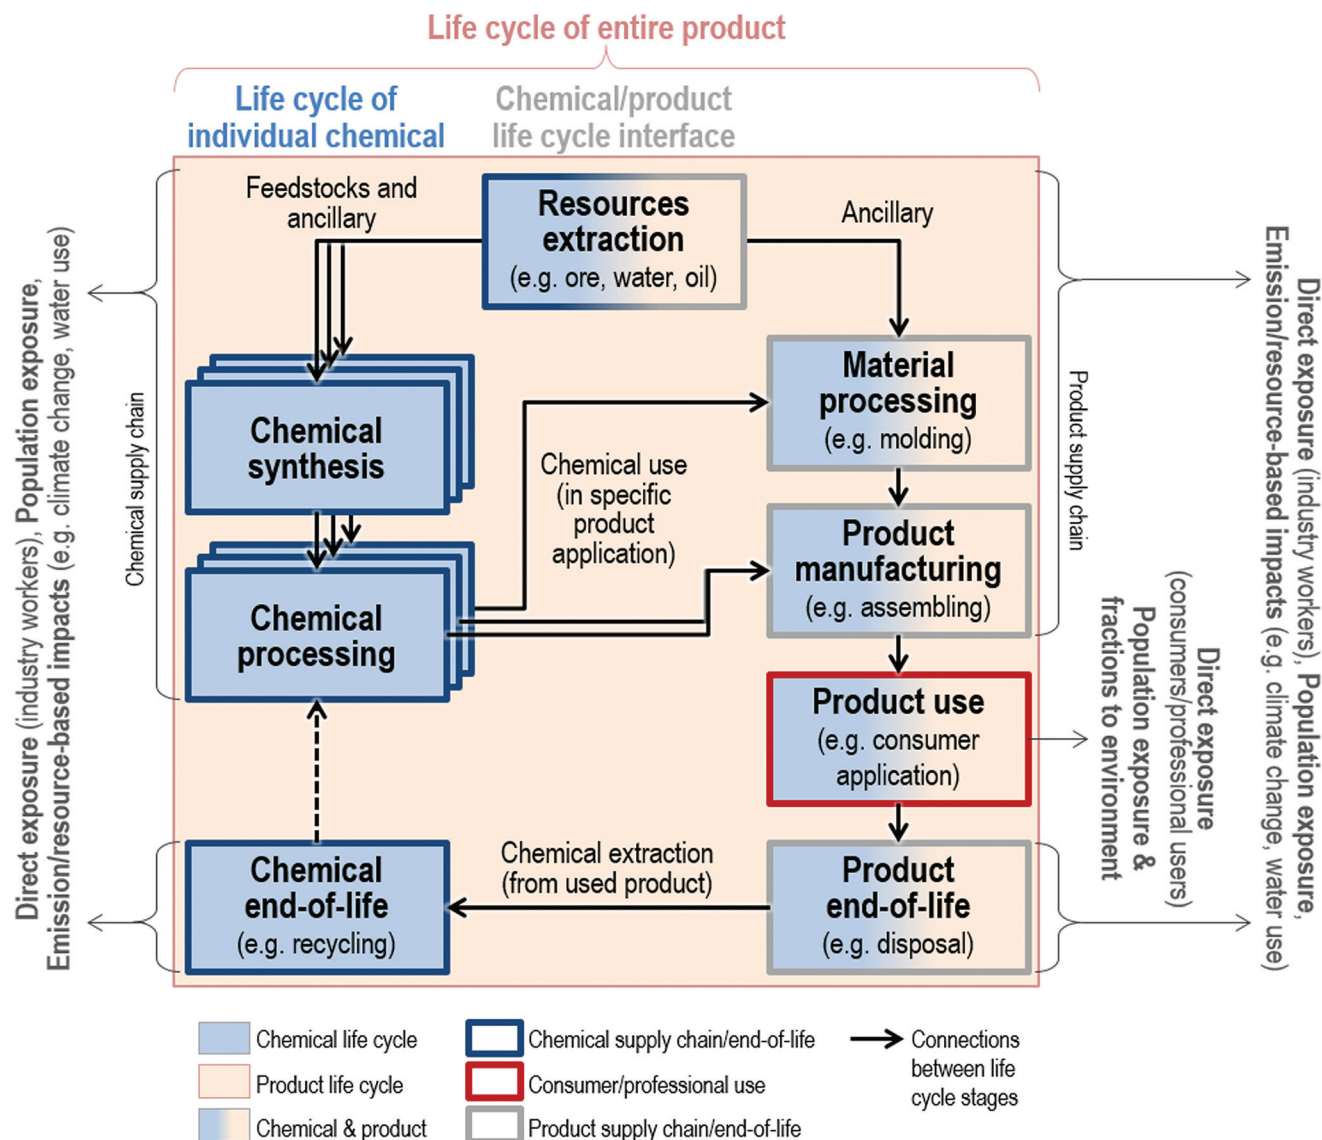 Life cycle of entire product
Life cycle of
individual chemical
Chemical/product
life cycle interface
Feedstocks and
ancillary
Resources
extraction
(e.g. ore, water, oil)
Ancillary
Chemical
synthesis
Chemical
processing
Chemical use
(in specific
product
application)
Material
processing
(e.g. molding)
Product
manufacturing
(e.g. assembling)
Product use
(e.g. consumer
application)
Chemical
end-of-life
(e.g. recycling)
Chemical extraction
(from used product)
Product
end-of-life
(e.g. disposal)
Chemical supply chain
Product supply chain
Direct exposure (industry workers), Population exposure,
Emission/resource-based impacts (e.g. climate change, water use)
Direct exposure (industry workers), Population exposure,
Emission/resource-based impacts (e.g. climate change, water use)
Direct exposure
(consumers/professional users)
Population exposure &
fractions to environment
Chemical life cycle
Product life cycle
Chemical & product
Chemical supply chain/end-of-life
Consumer/professional use
Product supply chain/end-of-life
Connections
between life
cycle stages